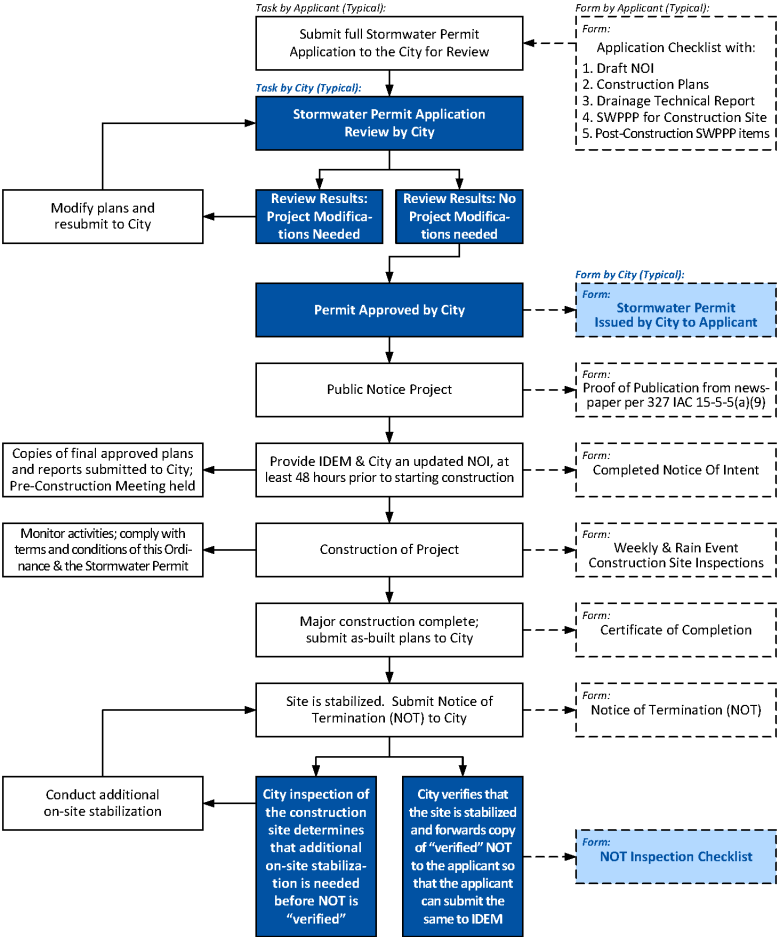 Task by Applicant (Typical):
Form by Applicant (Typical):
Submit full Stormwater Permit
Application to the City for Review
Form:
Application Checklist with:
1. Draft NOI
2. Construction Plans
3. Drainage Technical Report
4. SWPPP for Construction Site
5. Post-Construction SWPPP items
Task by City (Typical):
Stormwater Permit Application
Review by City
Modify plans and
resubmit to City
Review Results:
Project Modifica-
tions Needed
Review Results: No
Project Modifica-
tions needed
Form by City (Typical):
Permit Approved by City
Form:
Stormwater Permit
Issued by City to Applicant
Public Notice Project
Form:
Proof of Publication from news-
paper per 327 IAC 15-5-5(a)(9)
Copies of final approved plans
and reports submitted to City;
Pre-Construction Meeting held
Provide IDEM & City an updated NOI, at
least 48 hours prior to starting construction
Form:
Completed Notice Of Intent
Monitor activities; comply with
terms and conditions of this Ordi-
nance & the Stormwater Permit
Construction of Project
Form:
Weekly & Rain Event
Construction Site Inspections
Major construction complete;
submit as-built plans to City
Form:
Certificate of Completion
Site is stabilized. Submit Notice of
Termination (NOT) to City
Form:
Notice of Termination (NOT)
Conduct additional
on-site stabilization
City inspection of
the construction
site determines
that additional
on-site stabiliza-
tion is needed
before NOT is
“verified”
City verifies that
the site is stabilized
and forwards copy
of “verified” NOT
to the applicant so
that the applicant
can submit the
same to IDEM
Form:
NOT Inspection Checklist